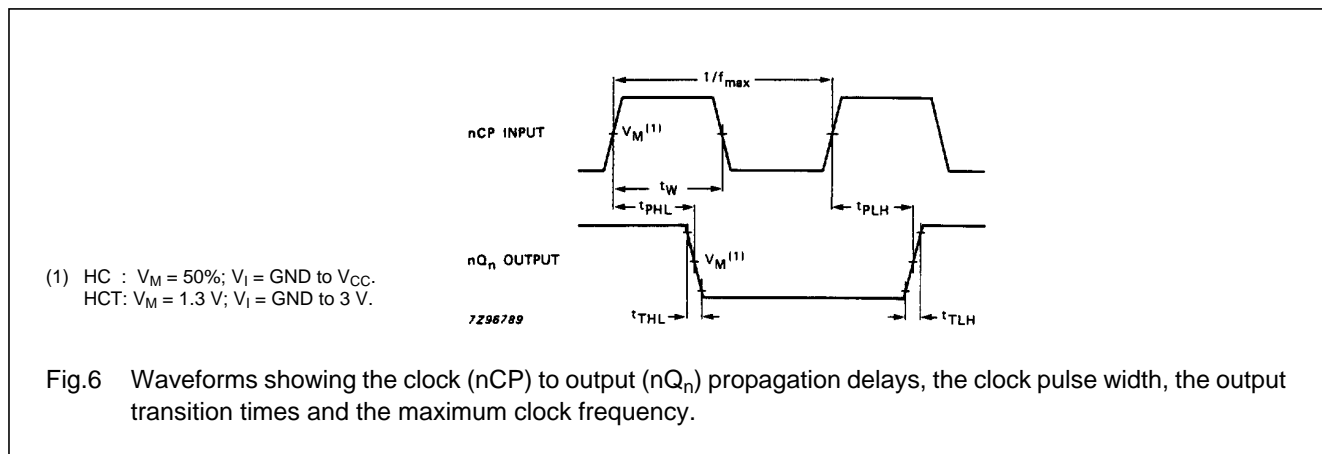 1/fmax
nCP INPUT
VM(1)
tW
tPHL
tPLH
nQn OUTPUT
VM(1)
(1) HC : VM = 50%; VI = GND to VCC.
HCT: VM = 1.3 V; VI = GND to 3 V.
7Z96789
tTHL
tTLH
Fig.6 Waveforms showing the clock (nCP) to output (nQn) propagation delays, the clock pulse width, the output
transition times and the maximum clock frequency.